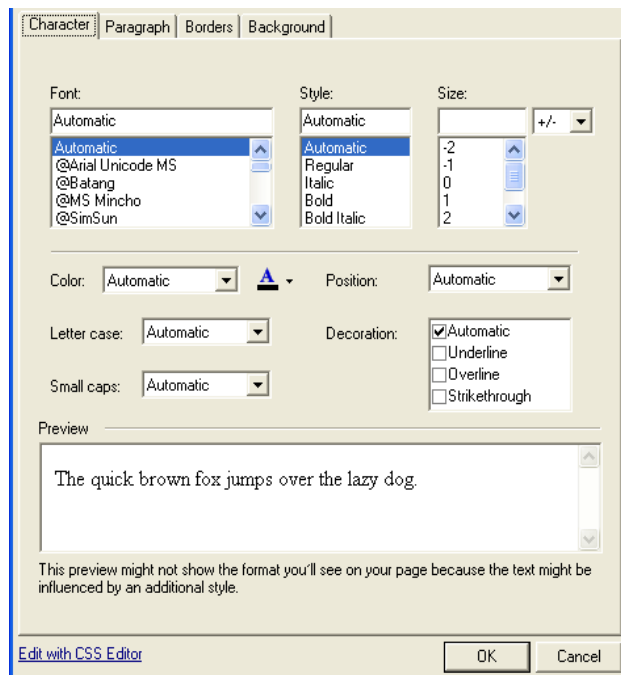 Character Paragraph Borders Background
Font: Style: Size:
Automatic Automatic +/-
Automatic Automatic -2
@Arial Unicode MS Regular -1
@Batang Italic 0
@MS Mincho Bold 1
@SimSun Bold Italic 2
Color: Automatic A Position: Automatic
Letter case: Automatic Decoration: Automatic
Underline
Overline
Small caps: Automatic Strikethrough
Preview
The quick brown fox jumps over the lazy dog.
This preview might not show the format you'll see on your page because the text might be
influenced by an additional style.
Edit with CSS Editor OK Cancel